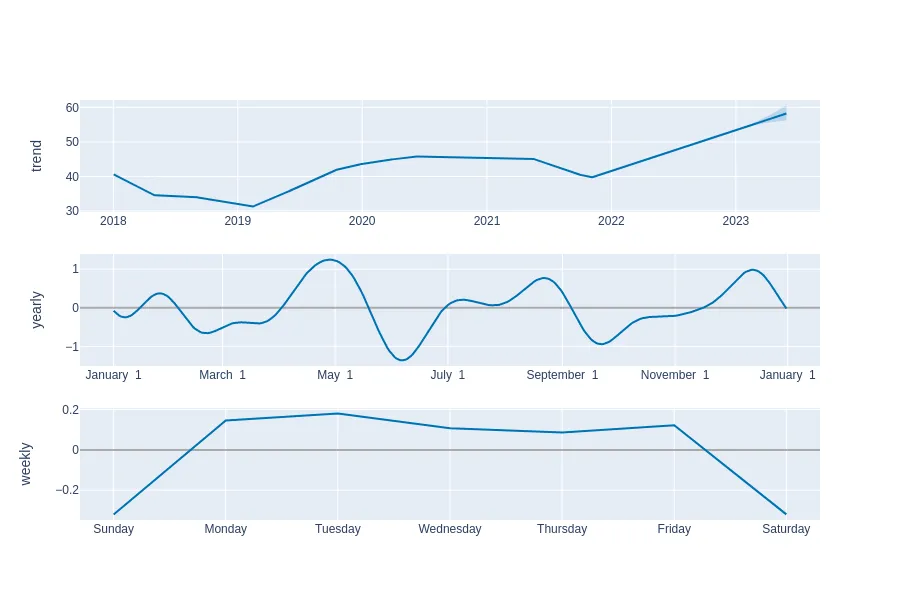 trend
60
50
40
30
2018 2019 2020 2021 2022 2023
yearly
1
0
−1
January 1 March 1 May 1 July 1 September 1 November 1 January 1
weekly
0.2
0
−0.2
Sunday Monday Tuesday Wednesday Thursday Friday Saturday